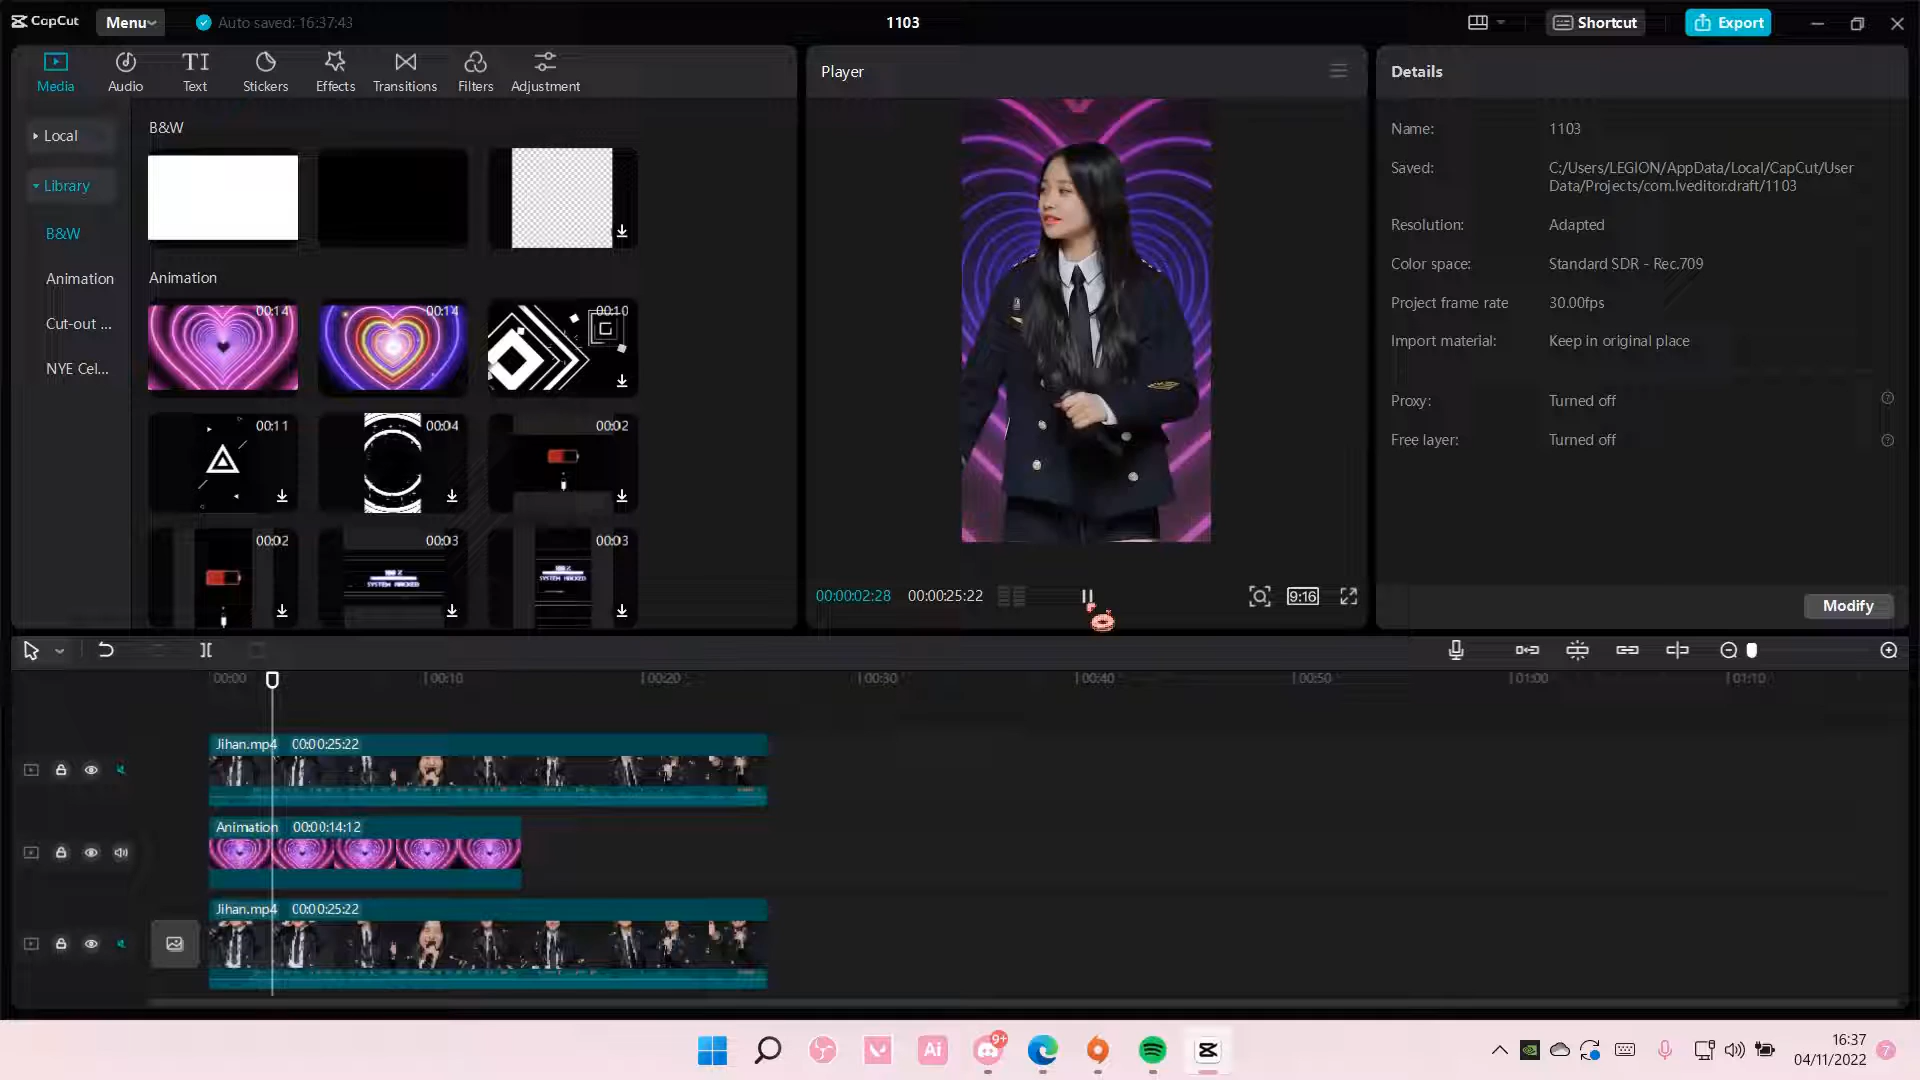 CapCut
Menu
Auto saved: 16:37:43
1103
Shortcut
Export
Media
Audio
Text
Stickers
Effects
Transitions
Filters
Adjustment
Player
Details
Local
Library
B&W
Animation
Cut-out ...
NYE Cel...
B&W
Animation
00:14
00:14
00:10
00:11
00:04
00:02
00:02
00:03
00:03
SYSTEM HACKED
SYSTEM HACKED
Name:
1103
Saved:
C:/Users/LEGION/AppData/Local/CapCut/User
Data/Projects/com.lveditor.draft/1103
Resolution:
Adapted
Color space:
Standard SDR - Rec.709
Project frame rate
30.00fps
Import material:
Keep in original place
Proxy:
Turned off
Free layer:
Turned off
Modify
00:00:02:28
00:00:25:22
9:16
00:00
00:10
00:20
00:30
00:40
00:50
01:00
01:10
Jihan.mp4 00:00:25:22
Animation 00:00:14:12
Jihan.mp4 00:00:25:22
Ai
9+
16:37
04/11/2022
7